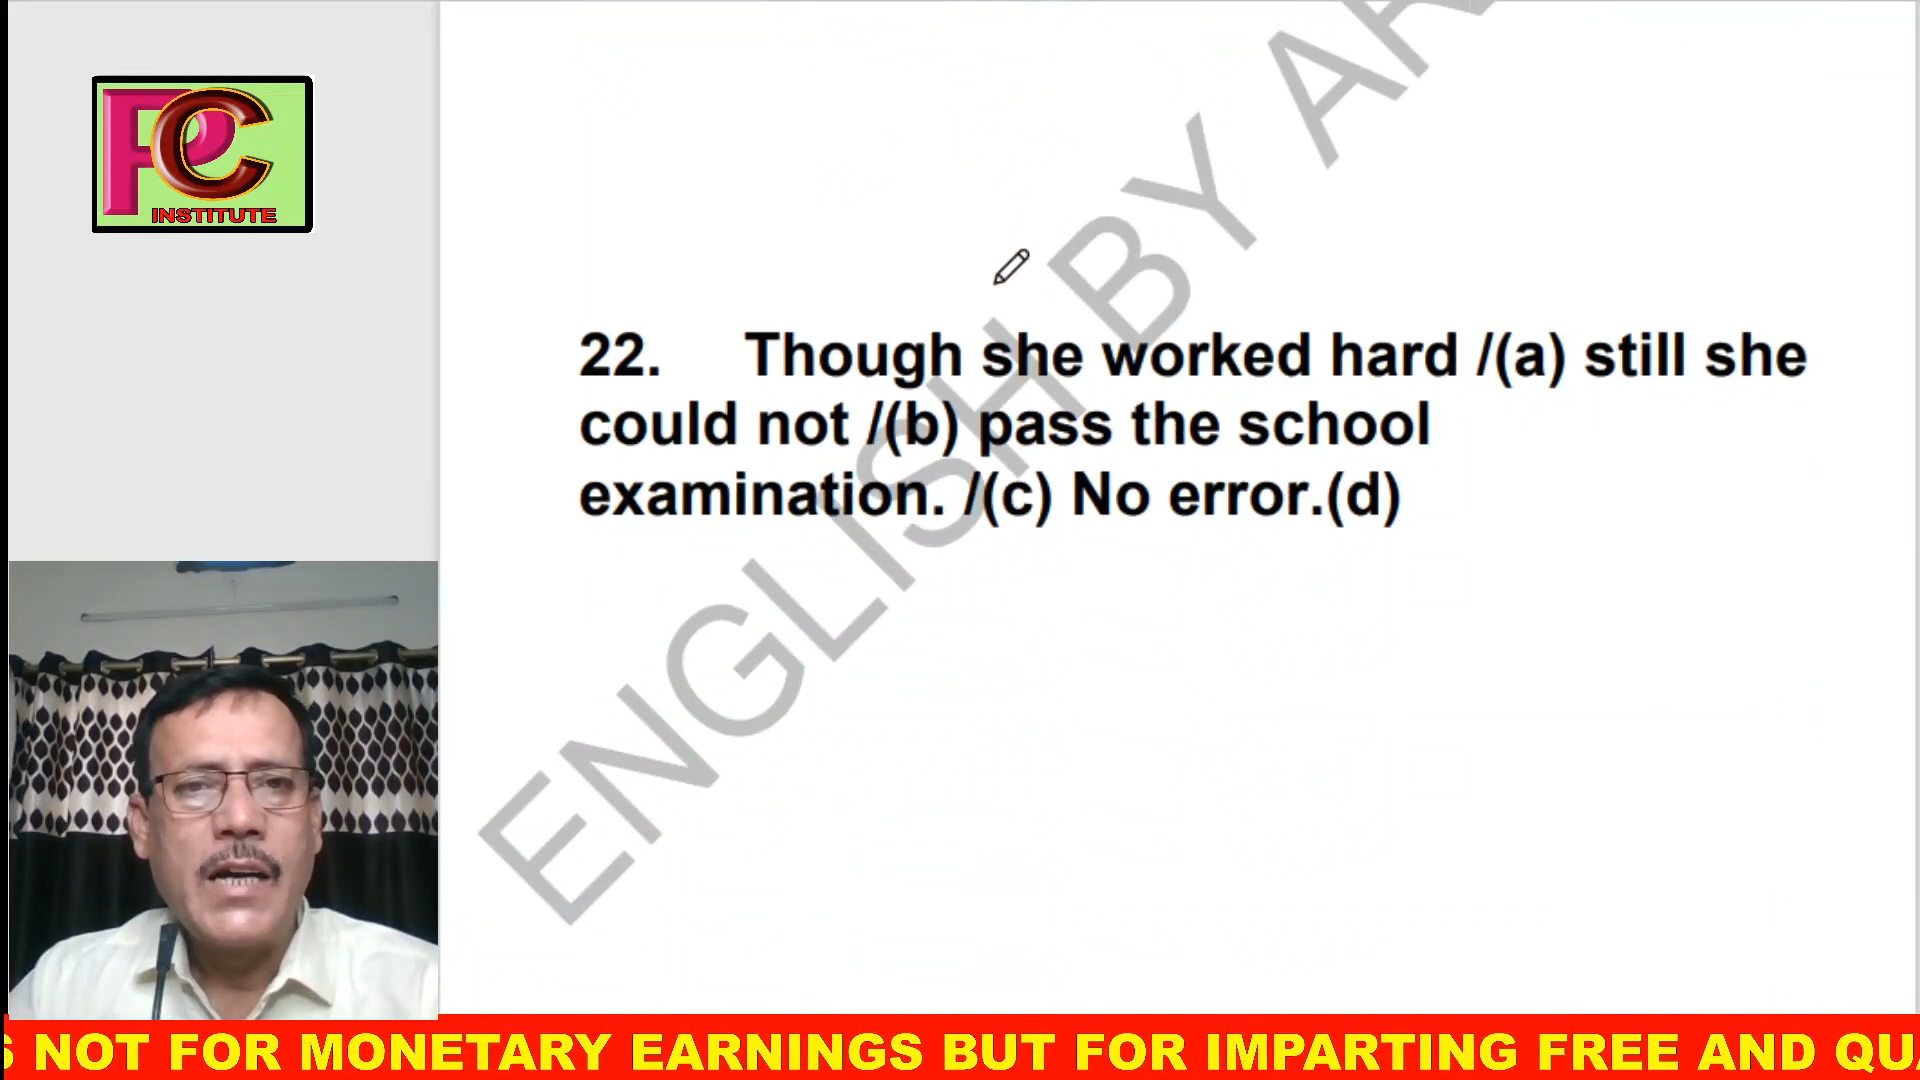 PC
INSTITUTE
ENGLISH BY AR
22. Though she worked hard /(a) still she
could not /(b) pass the school
examination. /(c) No error.(d)
NOT FOR MONETARY EARNINGS BUT FOR IMPARTING FREE AND QU